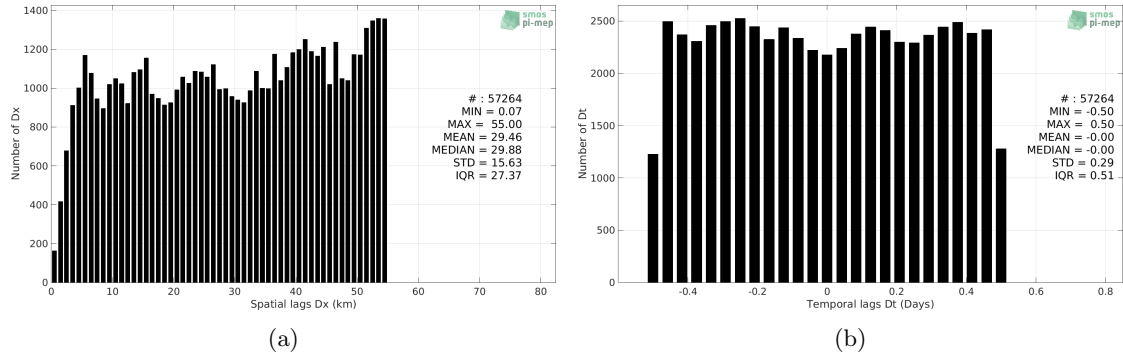 1400
1200
1000
800
600
400
200
0
Number of Dx
0 10 20 30 40 50 60 70 80
Spatial lags Dx (km)
smos
pi-mep
# : 57264
MIN = 0.07
MAX = 55.00
MEAN = 29.46
MEDIAN = 29.88
STD = 15.63
IQR = 27.37
(a)
2500
2000
1500
1000
500
0
Number of Dt
-0.4 -0.2 0 0.2 0.4 0.6 0.8
Temporal lags Dt (Days)
smos
pi-mep
# : 57264
MIN = -0.50
MAX = 0.50
MEAN = -0.00
MEDIAN = -0.00
STD = 0.29
IQR = 0.51
(b)